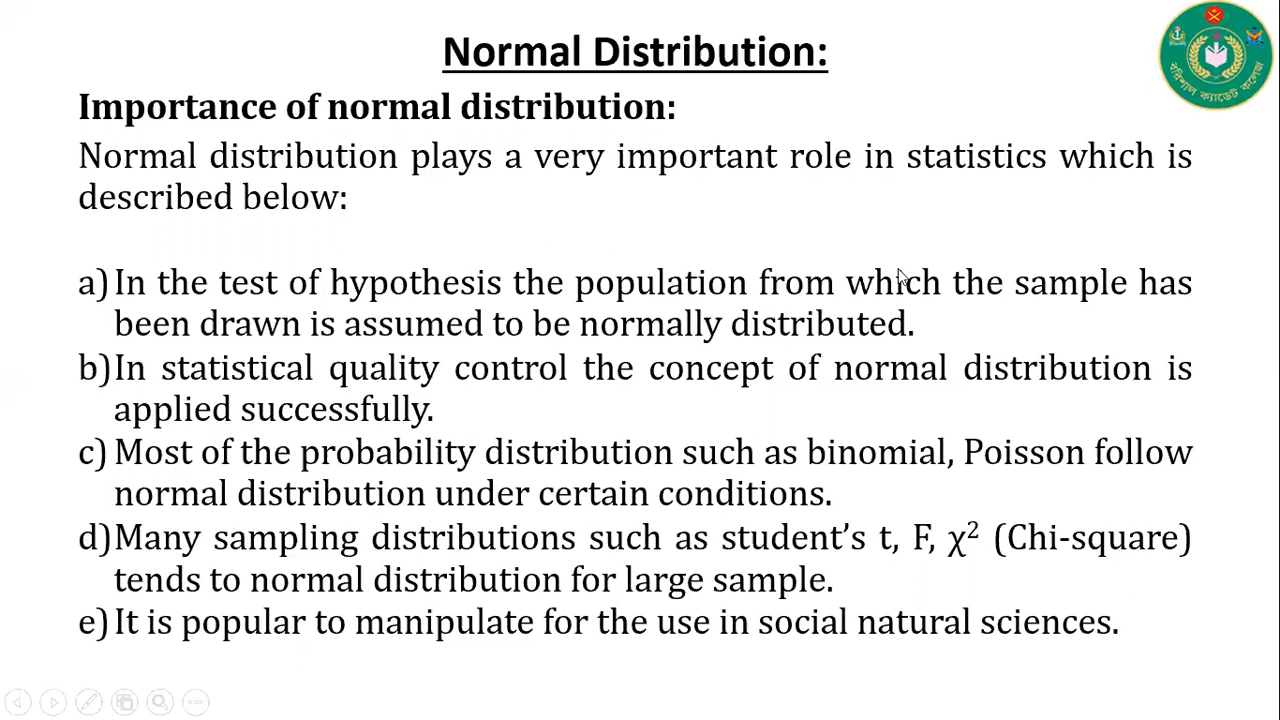 Normal Distribution:
বরিশাল ক্যাডেট কলেজ
Importance of normal distribution:
Normal distribution plays a very important role in statistics which is
described below:
a) In the test of hypothesis the population from which the sample has
been drawn is assumed to be normally distributed.
b) In statistical quality control the concept of normal distribution is
applied successfully.
c) Most of the probability distribution such as binomial, Poisson follow
normal distribution under certain conditions.
d) Many sampling distributions such as student’s t, F, χ² (Chi-square)
tends to normal distribution for large sample.
e) It is popular to manipulate for the use in social natural sciences.